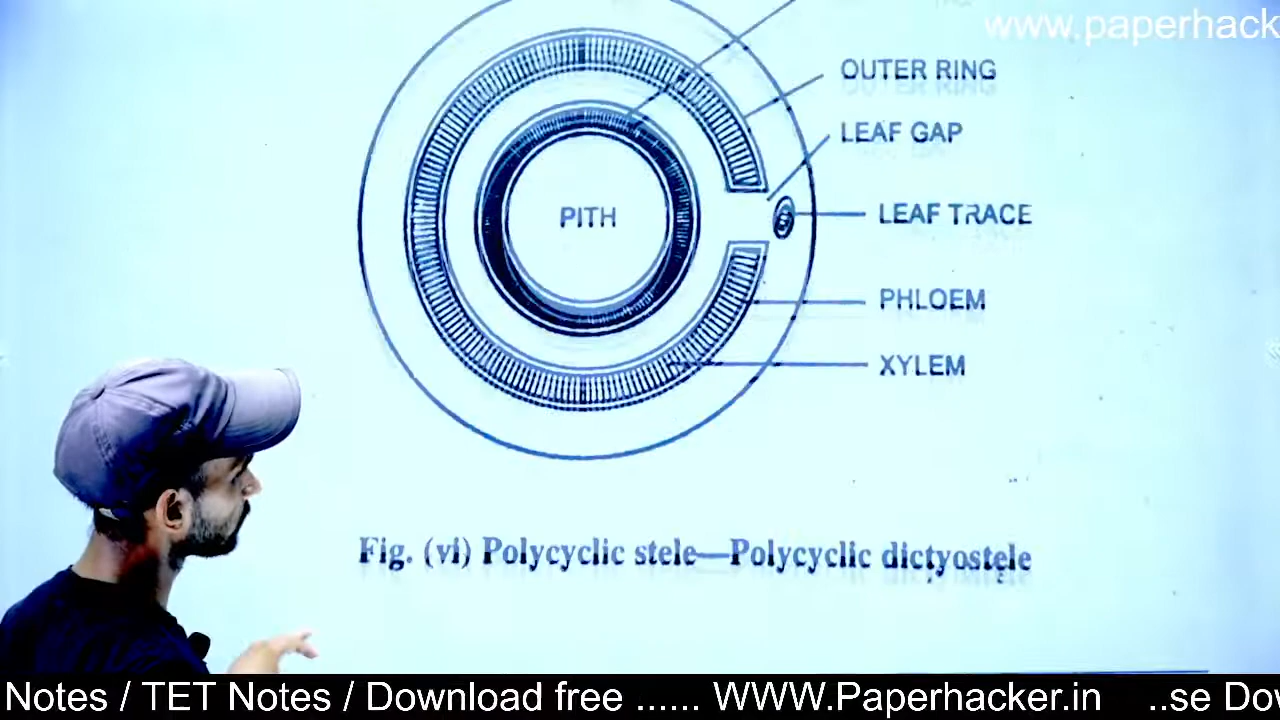 www.paperhack
OUTER RING
LEAF GAP
PITH
LEAF TRACE
PHLOEM
XYLEM
Fig. (vi) Polycyclic stele—Polycyclic dictyostele
Notes / TET Notes / Download free ...... WWW.Paperhacker.in ..se Dow